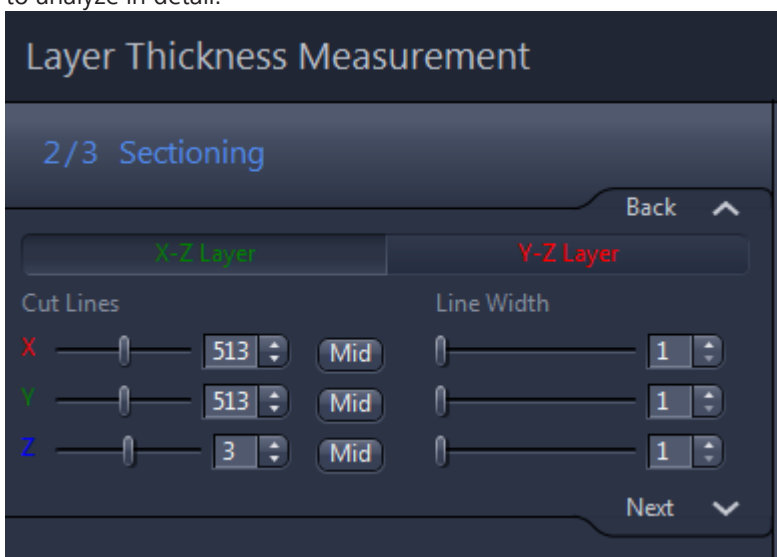 to analyze in detail.
Layer Thickness Measurement
2/3 Sectioning
Back
X-Z Layer Y-Z Layer
Cut Lines Line Width
X 513 Mid 1
Y 513 Mid 1
Z 3 Mid 1
Next